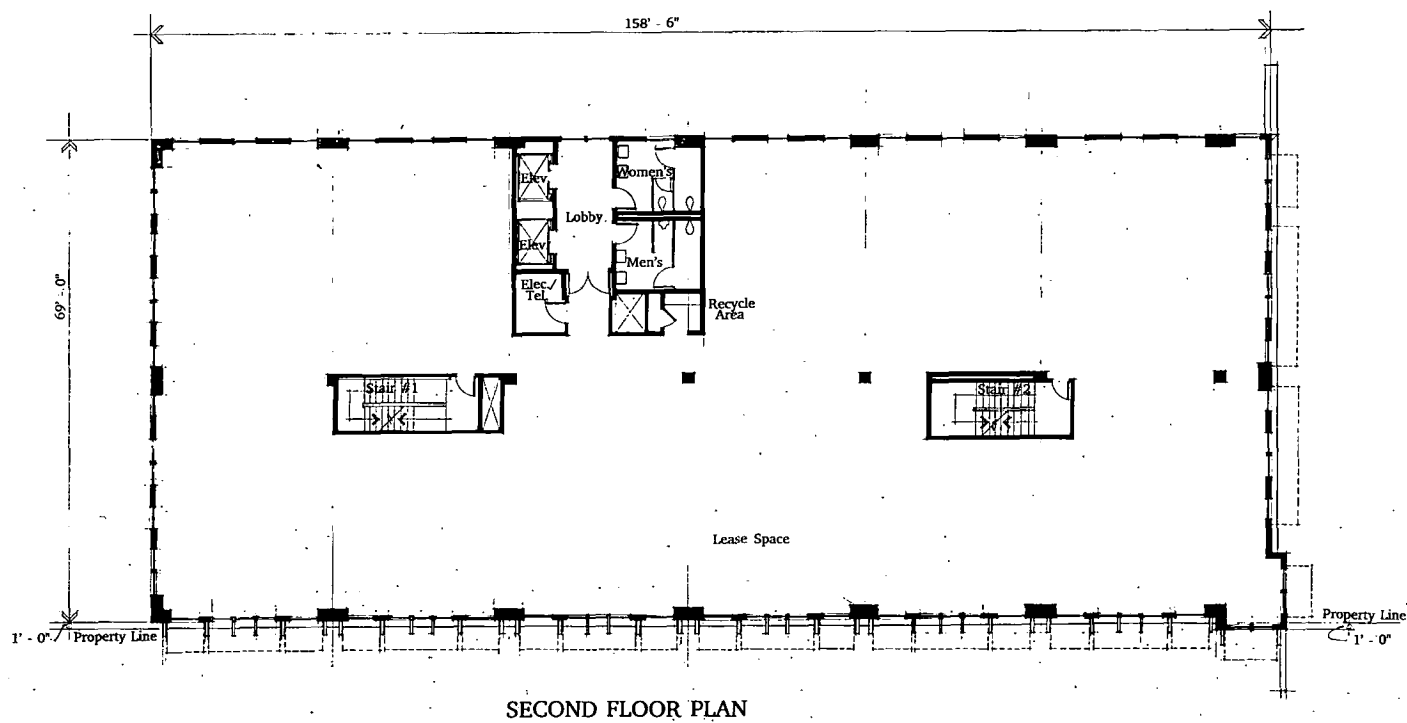 158' - 6"
Elev
Women's
Lobby
Elev
Men's
Elec./
Tel.
Recycle
Area
69' - 0"
Stair #1
Stair #2
Lease Space
1' - 0"
Property Line
Property Line
1' - 0"
SECOND FLOOR PLAN